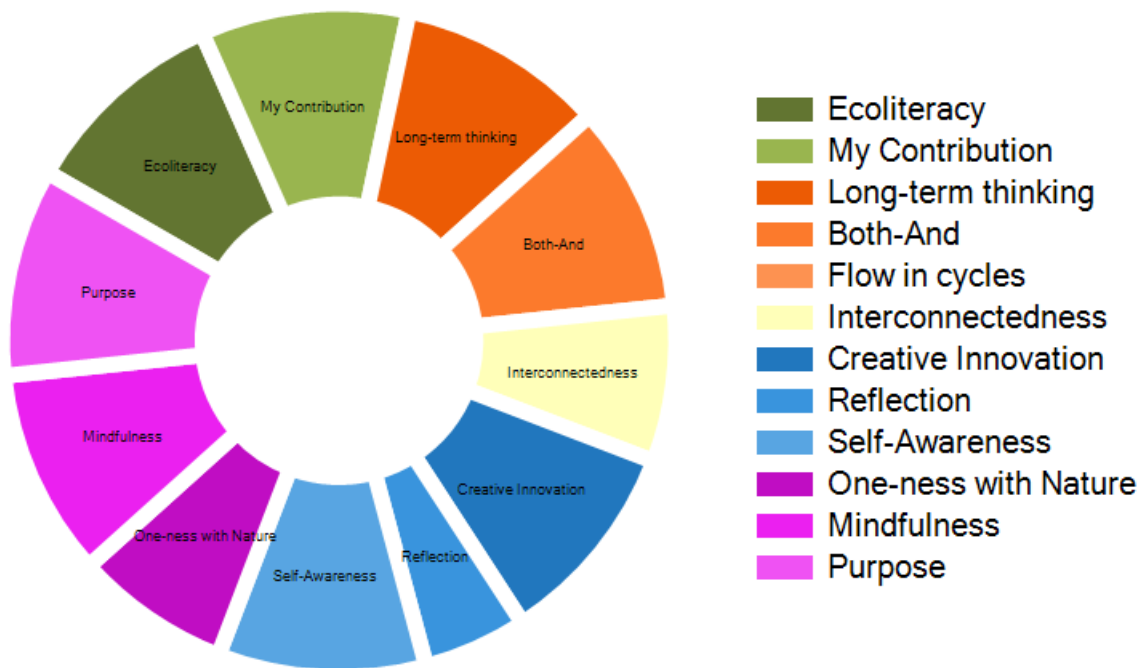 My Contribution
Long-term thinking
Ecoliteracy
Both-And
Purpose
Interconnectedness
Mindfulness
Creative Innovation
One-ness with Nature
Reflection
Self-Awareness
Ecoliteracy
My Contribution
Long-term thinking
Both-And
Flow in cycles
Interconnectedness
Creative Innovation
Reflection
Self-Awareness
One-ness with Nature
Mindfulness
Purpose